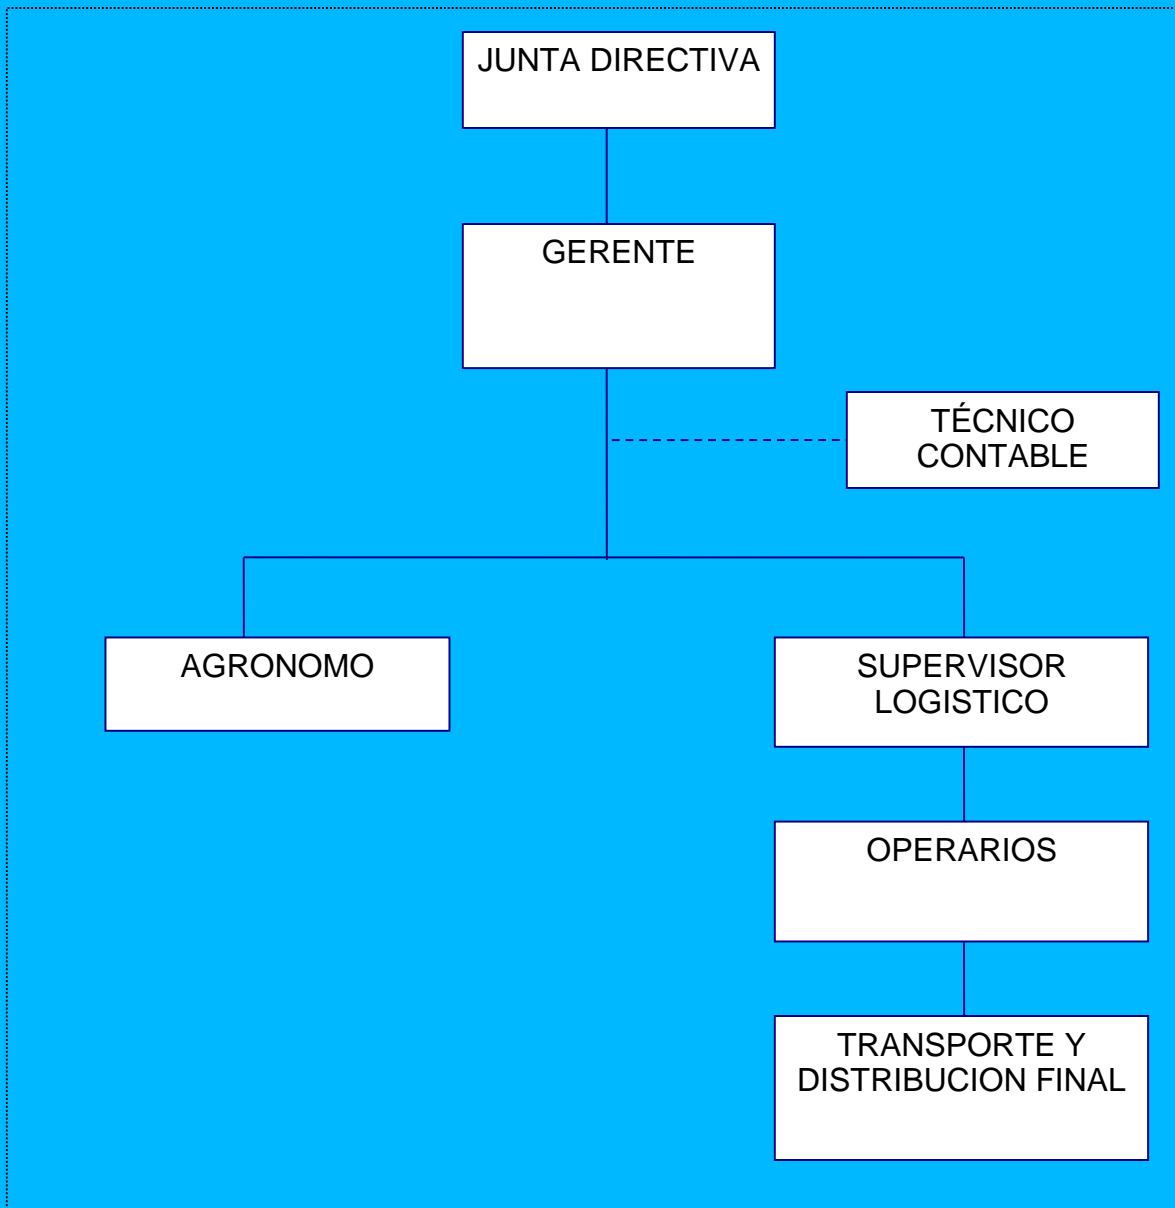 JUNTA DIRECTIVA
GERENTE
TÉCNICO
CONTABLE
AGRONOMO
SUPERVISOR
LOGISTICO
OPERARIOS
TRANSPORTE Y
DISTRIBUCION FINAL